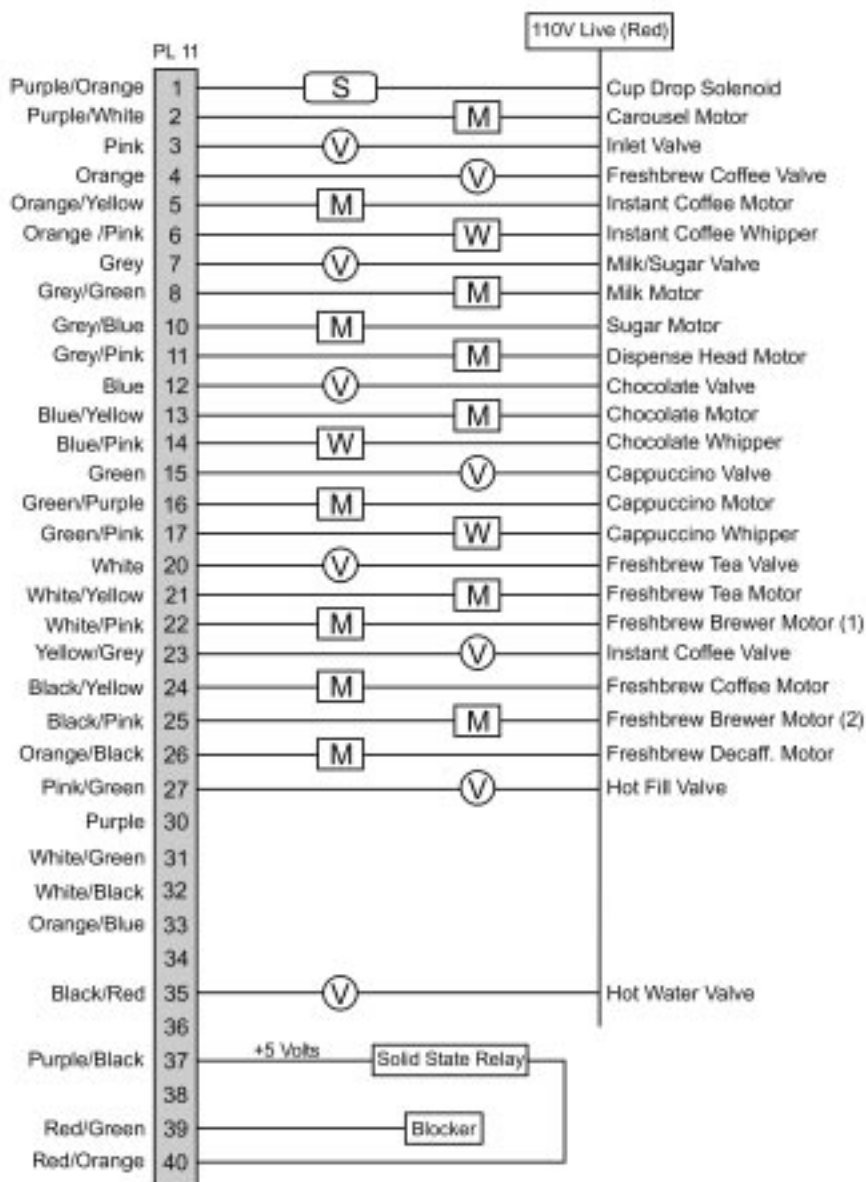 110V Live (Red)
PL 11
Purple/Orange 1 S Cup Drop Solenoid
Purple/White 2 M Carousel Motor
Pink 3 V Inlet Valve
Orange 4 V Freshbrew Coffee Valve
Orange/Yellow 5 M Instant Coffee Motor
Orange /Pink 6 W Instant Coffee Whipper
Grey 7 V Milk/Sugar Valve
Grey/Green 8 M Milk Motor
Grey/Blue 10 M Sugar Motor
Grey/Pink 11 M Dispense Head Motor
Blue 12 V Chocolate Valve
Blue/Yellow 13 M Chocolate Motor
Blue/Pink 14 W Chocolate Whipper
Green 15 V Cappuccino Valve
Green/Purple 16 M Cappuccino Motor
Green/Pink 17 W Cappuccino Whipper
White 20 V Freshbrew Tea Valve
White/Yellow 21 M Freshbrew Tea Motor
White/Pink 22 M Freshbrew Brewer Motor (1)
Yellow/Grey 23 V Instant Coffee Valve
Black/Yellow 24 M Freshbrew Coffee Motor
Black/Pink 25 M Freshbrew Brewer Motor (2)
Orange/Black 26 M Freshbrew Decaff. Motor
Pink/Green 27 V Hot Fill Valve
Purple 30
White/Green 31
White/Black 32
Orange/Blue 33
34
Black/Red 35 V Hot Water Valve
36
Purple/Black 37 +5 Volts Solid State Relay
38
Red/Green 39 Blocker
Red/Orange 40